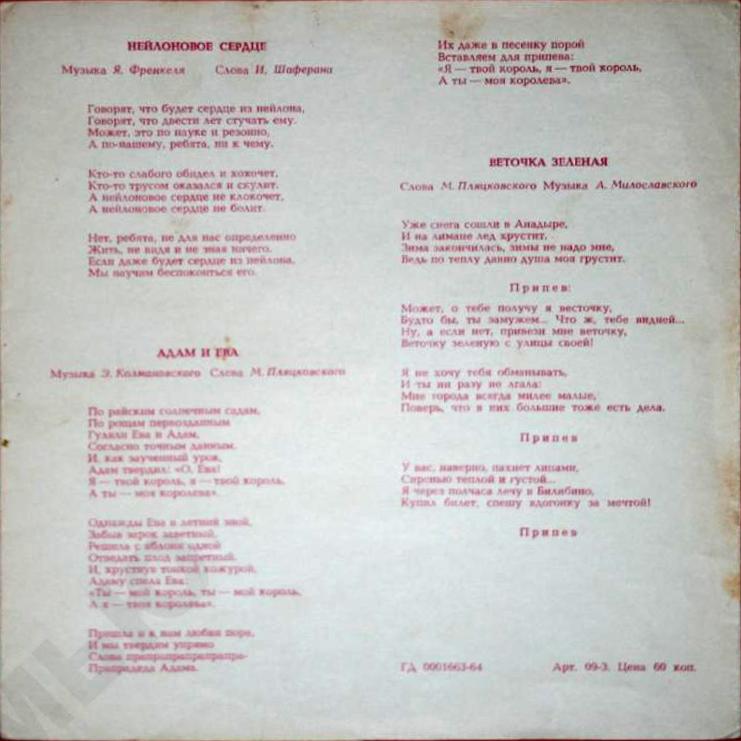 НЕЙЛОНОВОЕ СЕРДЦЕ
Музыка Я. Френкеля Слова И. Шаферана
Говорят, что будет сердце из нейлона,
Говорят, что двести лет стучать ему.
Может, это по науке и резонно,
А по-нашему, ребята, ни к чему.
Кто-то слабого обидел и хохочет,
Кто-то трусом оказался и скулит.
А нейлоновое сердце не клокочет,
А нейлоновое сердце не болит.
Нет, ребята, не для нас определенно
Жить, не видя и не зная ничего.
Если даже будет сердце из нейлона,
Мы научим беспокоиться его.
АДАМ И ЕВА
Музыка Э. Колмановского Слова М. Пляцковского
По райским солнечным садам,
По рощам первозданным
Гуляли Ева и Адам,
Согласно точным данным.
И, как заученный урок,
Адам твердил: «О, Ева!
Я — твой король, я — твой король,
А ты — моя королева».
Однажды Ева в летний зной,
Забыв зарок заветный,
Решила с яблони одной
Отведать плод запретный.
И, хрустнув тонкой кожурой,
Адаму спела Ева:
«Ты — мой король, ты — мой король,
А я — твоя королева».
Пришла и к нам любви пора,
И мы твердим упрямо
Слова прапрапрапрапрапра-
Прапрадеда Адама.
Их даже в песенку порой
Вставляем для припева:
«Я — твой король, я — твой король,
А ты — моя королева».
ВЕТОЧКА ЗЕЛЕНАЯ
Слова М. Пляцковского Музыка А. Милославского
Уже снега сошли в Анадыре,
И на лимане лед хрустит.
Зима закончилась, зимы не надо мне,
Ведь по теплу давно душа моя грустит.
Припев:
Может, о тебе получу я весточку,
Будто бы, ты замужем... Что ж, тебе видней...
Ну, а если нет, привези мне веточку,
Веточку зеленую с улицы своей!
Я не хочу тебя обманывать,
И ты ни разу не лгала:
Мне города всегда милее малые,
Поверь, что в них большие тоже есть дела.
Припев
У вас, наверно, пахнет липами,
Сиренью теплой и густой...
Я через полчаса лечу в Билибино,
Купил билет, спешу вдогонку за мечтой!
Припев
ГД 0001663-64 Арт. 09-3. Цена 60 коп.